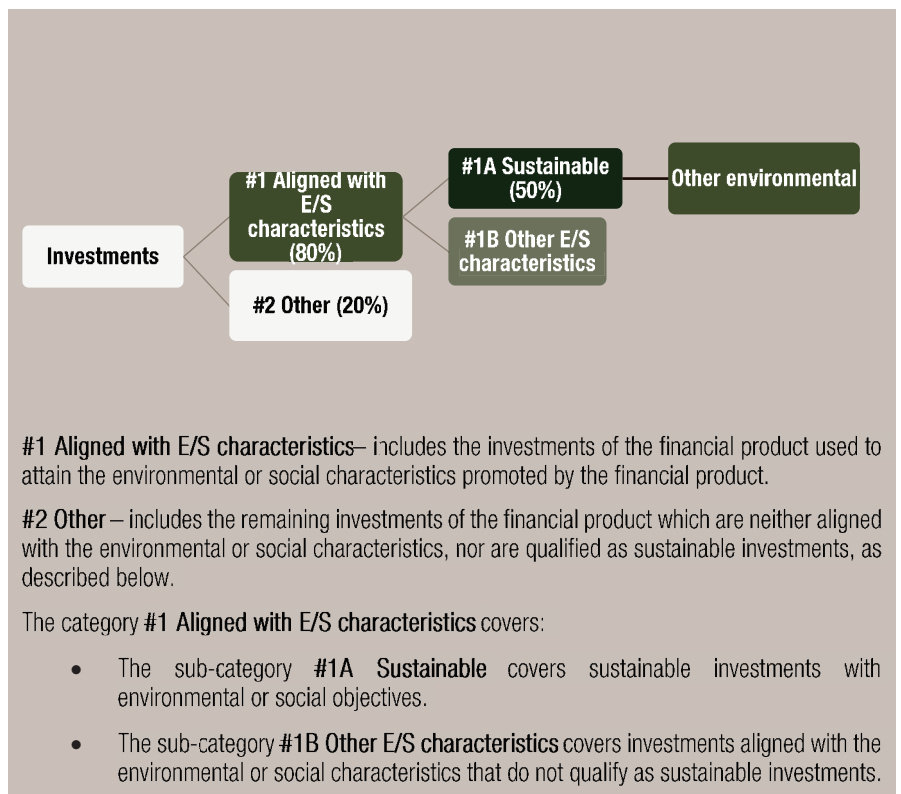 #1 Aligned with
E/S
characteristics
(80%)
#1A Sustainable
(50%)
Other environmental
Investments
#1B Other E/S
characteristics
#2 Other (20%)
#1 Aligned with E/S characteristics– includes the investments of the financial product used to
attain the environmental or social characteristics promoted by the financial product.
#2 Other – includes the remaining investments of the financial product which are neither aligned
with the environmental or social characteristics, nor are qualified as sustainable investments, as
described below.
The category #1 Aligned with E/S characteristics covers:
• The sub-category #1A Sustainable covers sustainable investments with
environmental or social objectives.
• The sub-category #1B Other E/S characteristics covers investments aligned with the
environmental or social characteristics that do not qualify as sustainable investments.